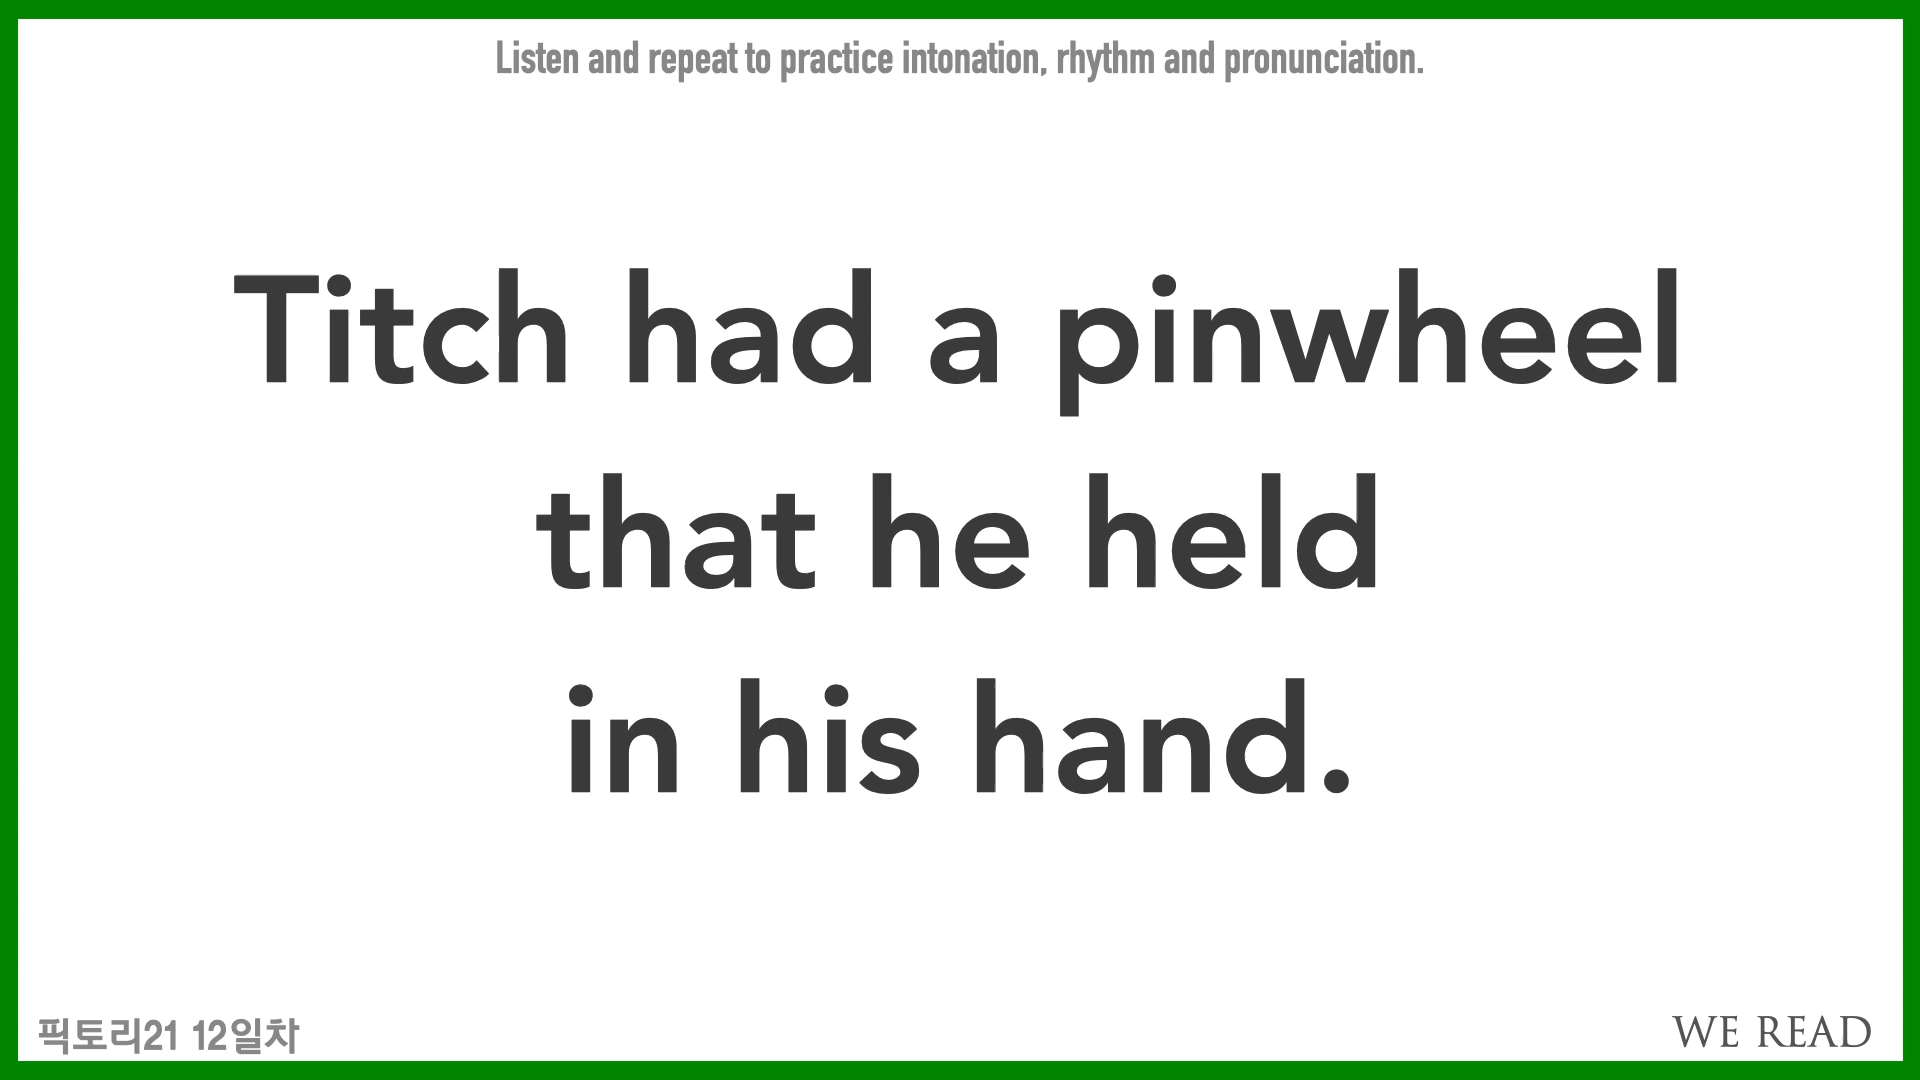 Listen and repeat to practice intonation, rhythm and pronunciation.
Titch had a pinwheel
that he held
in his hand.
픽토리21 12일차
WE READ